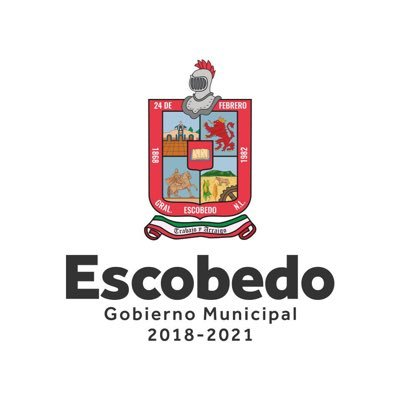 24 DE FEBRERO
1868
1982
GRAL. ESCOBEDO N.L.
Trabajo y Arraigo
Escobedo
Gobierno Municipal
2018-2021